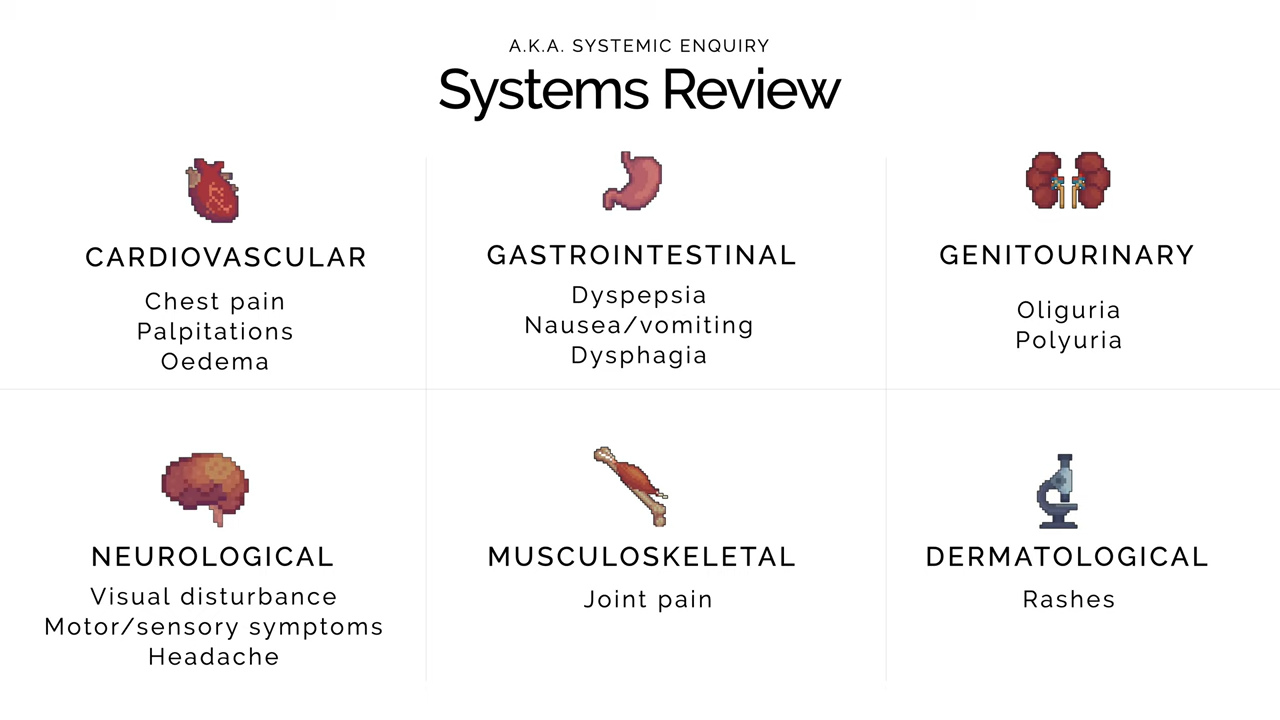 A.K.A. SYSTEMIC ENQUIRY
Systems Review
CARDIOVASCULAR
Chest pain
Palpitations
Oedema
GASTROINTESTINAL
Dyspepsia
Nausea/vomiting
Dysphagia
GENITOURINARY
Oliguria
Polyuria
NEUROLOGICAL
Visual disturbance
Motor/sensory symptoms
Headache
MUSCULOSKELETAL
Joint pain
DERMATOLOGICAL
Rashes